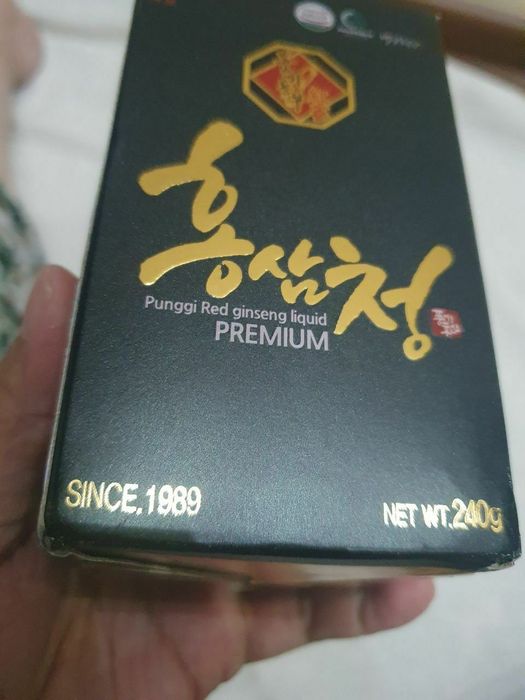 홍삼청
Punggi Red ginseng liquid
PREMIUM
SINCE.1989
NET WT.240g